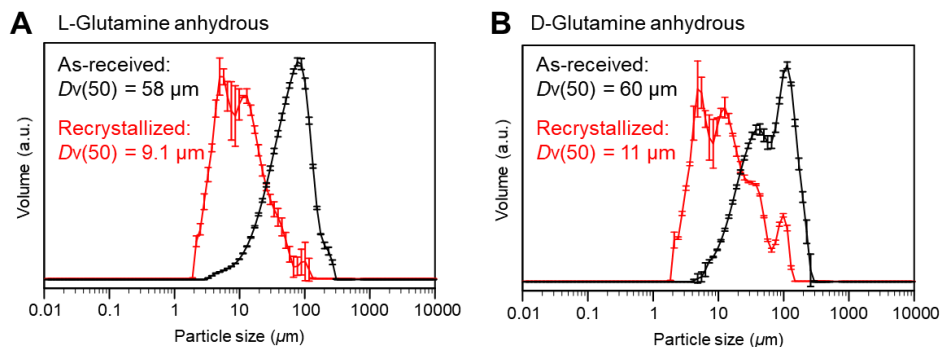 A L-Glutamine anhydrous
As-received:
Dv(50) = 58 µm
Recrystallized:
Dv(50) = 9.1 µm
Volume (a.u.)
0.01 0.1 1 10 100 1000 10000
Particle size (µm)
B D-Glutamine anhydrous
As-received:
Dv(50) = 60 µm
Recrystallized:
Dv(50) = 11 µm
Volume (a.u.)
0.01 0.1 1 10 100 1000 10000
Particle size (µm)